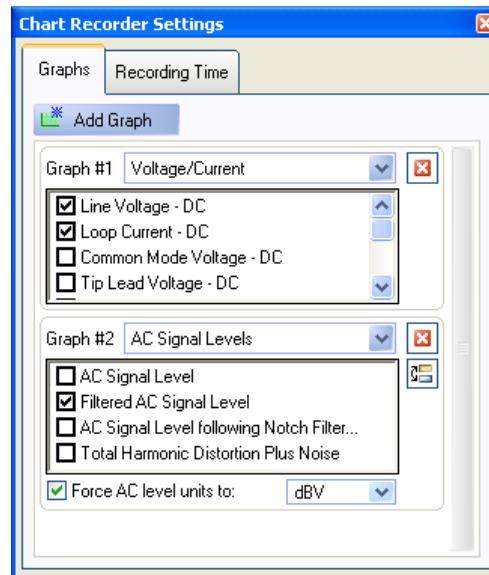 Chart Recorder Settings
Graphs Recording Time
Add Graph
Graph #1 Voltage/Current
Line Voltage - DC
Loop Current - DC
Common Mode Voltage - DC
Tip Lead Voltage - DC
Graph #2 AC Signal Levels
AC Signal Level
Filtered AC Signal Level
AC Signal Level following Notch Filter...
Total Harmonic Distortion Plus Noise
Force AC level units to: dBV